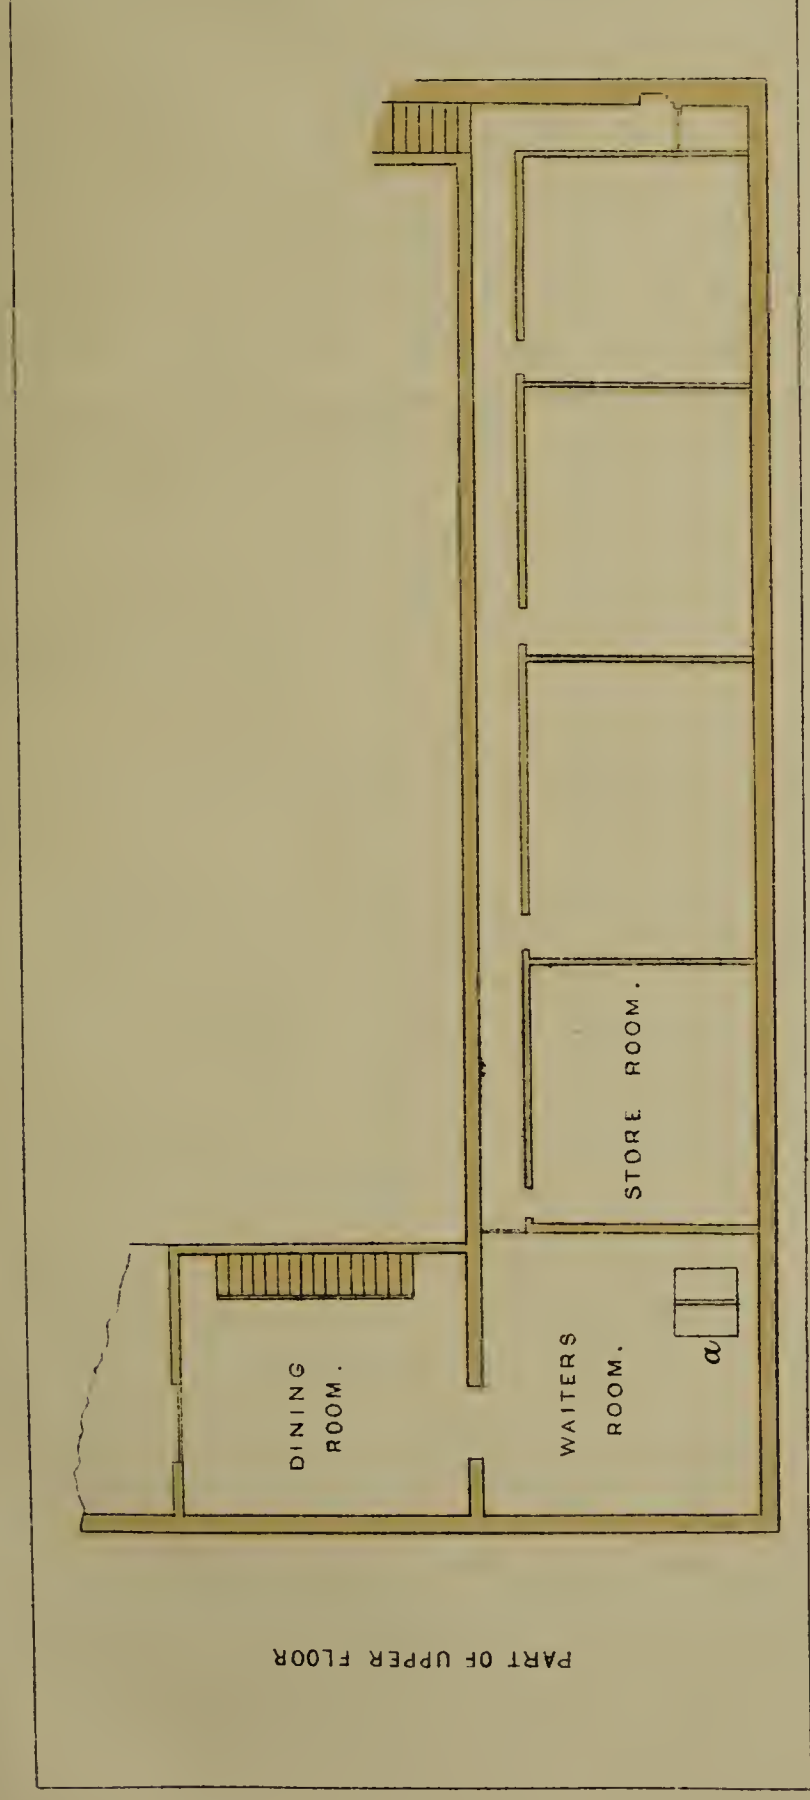 DINING
ROOM.
WAITERS
ROOM.
a
STORE ROOM.
PART OF UPPER FLOOR